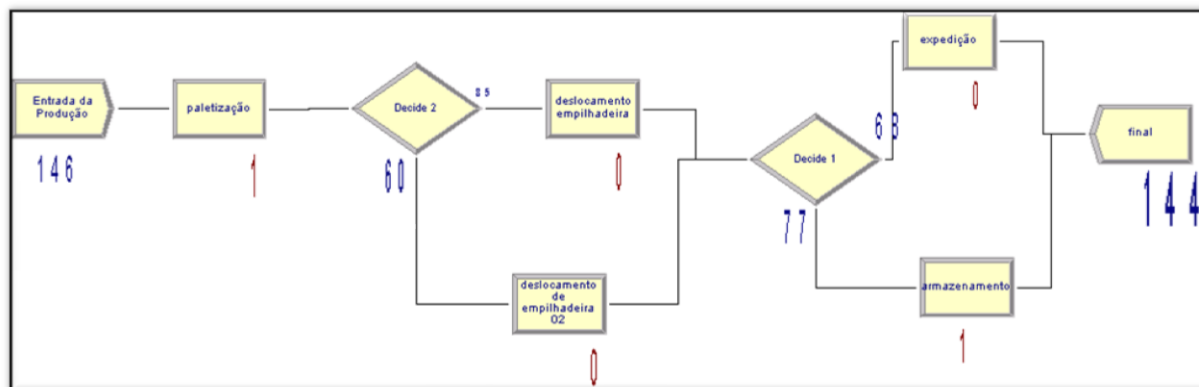 Entrada da
Produção
146
paletização
1
Decide 2
85
60
deslocamento
empilhadeira
0
deslocamento
de
empilhadeira
02
0
Decide 1
68
77
expedição
0
armazenamento
1
final
144